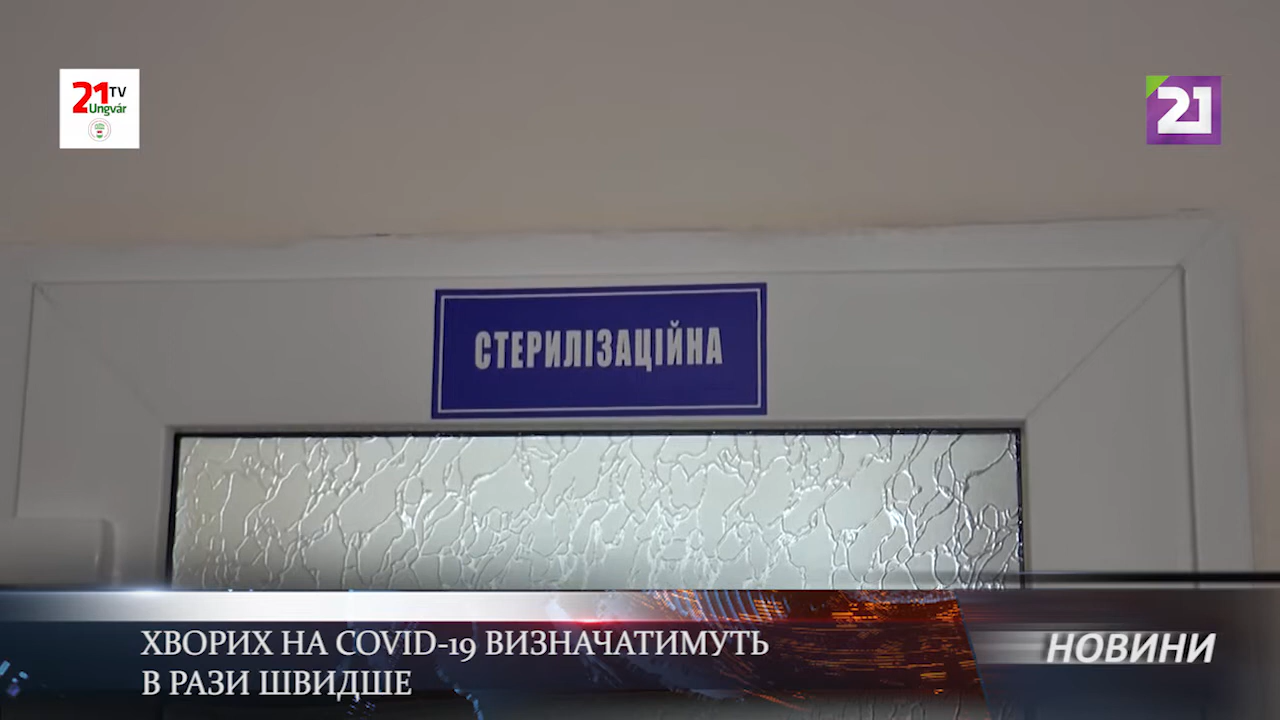 21 TV
Ungvár
21
СТЕРИЛІЗАЦІЙНА
ХВОРИХ НА COVID-19 ВИЗНАЧАТИМУТЬ
В РАЗИ ШВИДШЕ
НОВИНИ